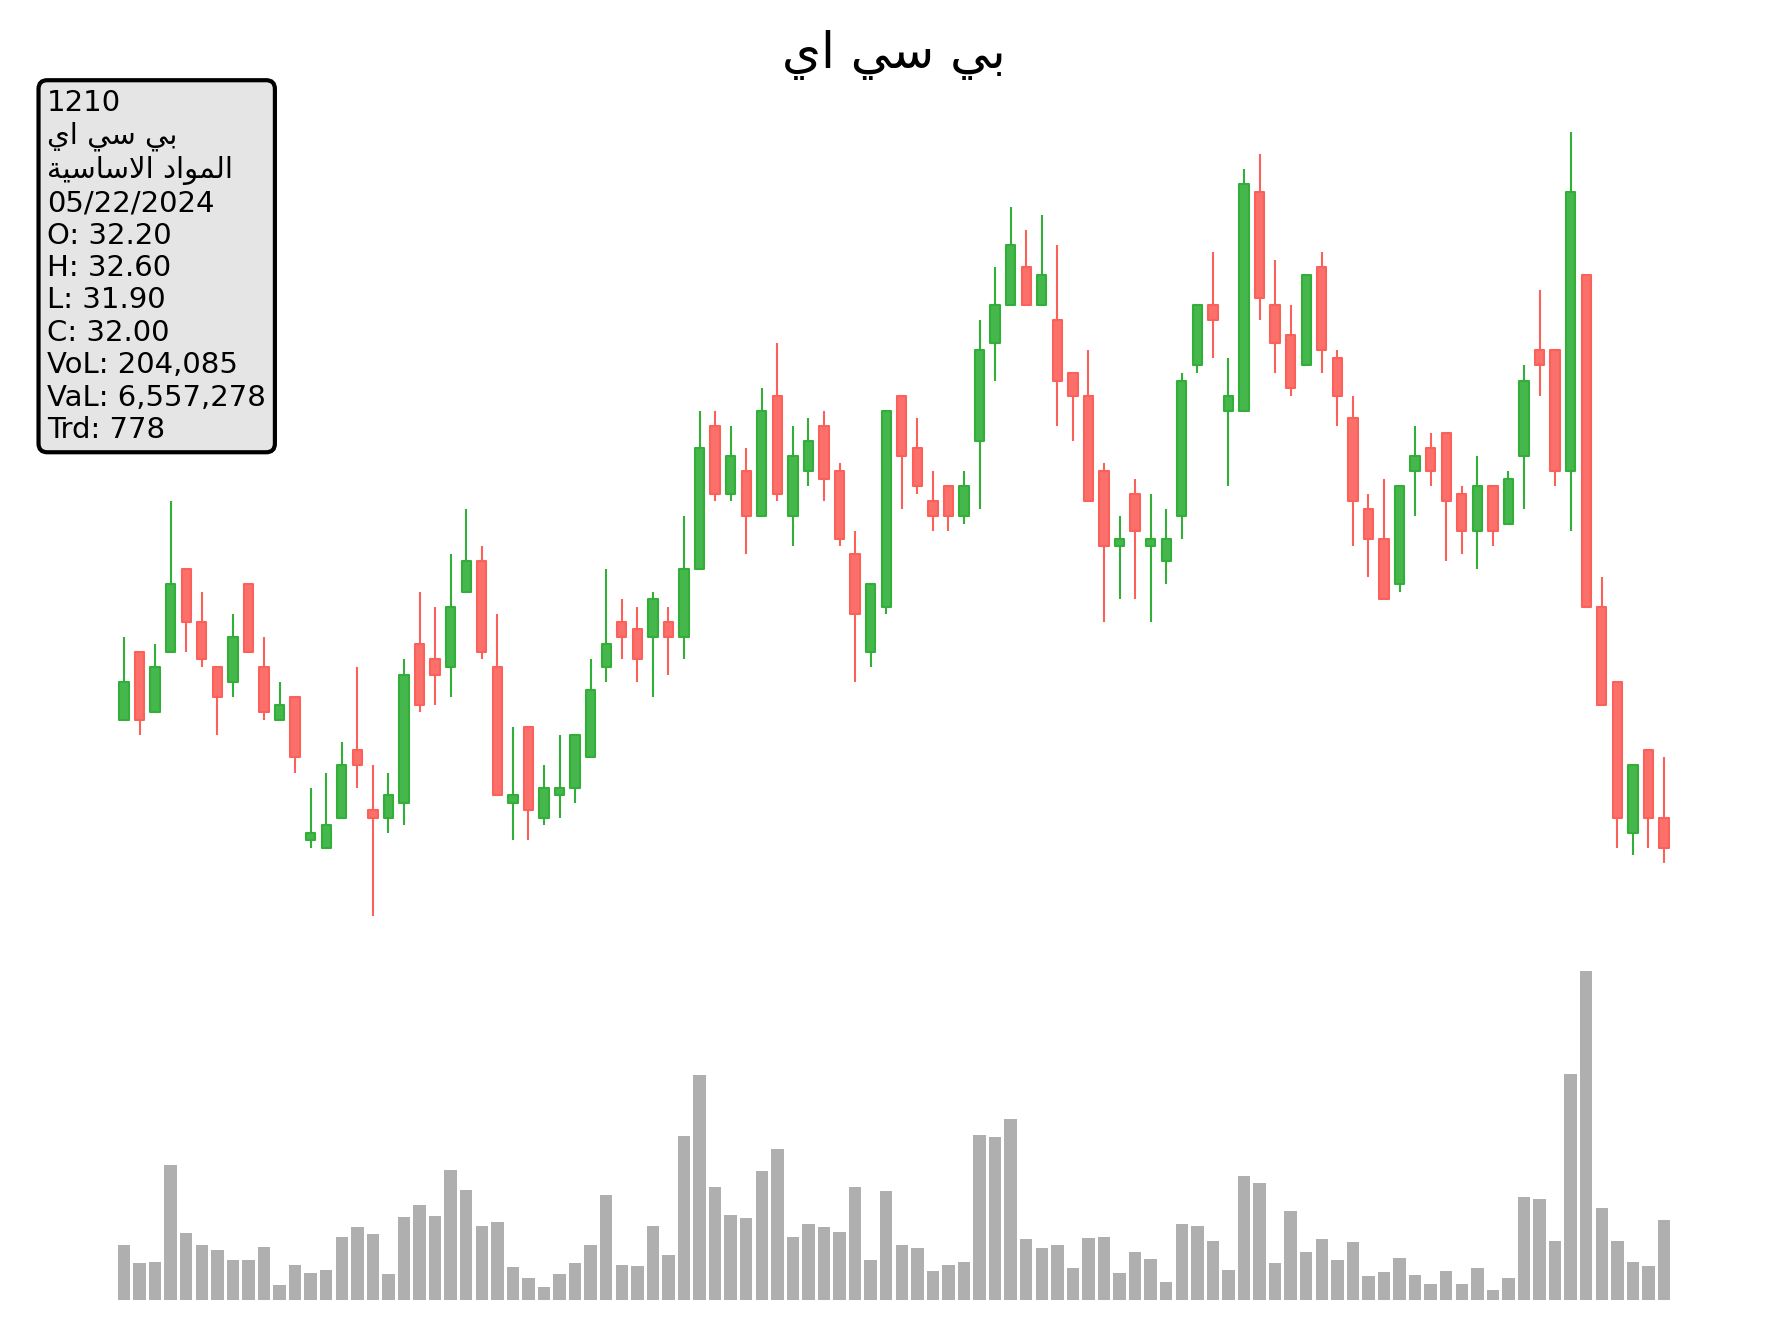 بي سي اي
1210
بي سي اي
المواد الاساسية
05/22/2024
O: 32.20
H: 32.60
L: 31.90
C: 32.00
VoL: 204,085
VaL: 6,557,278
Trd: 778